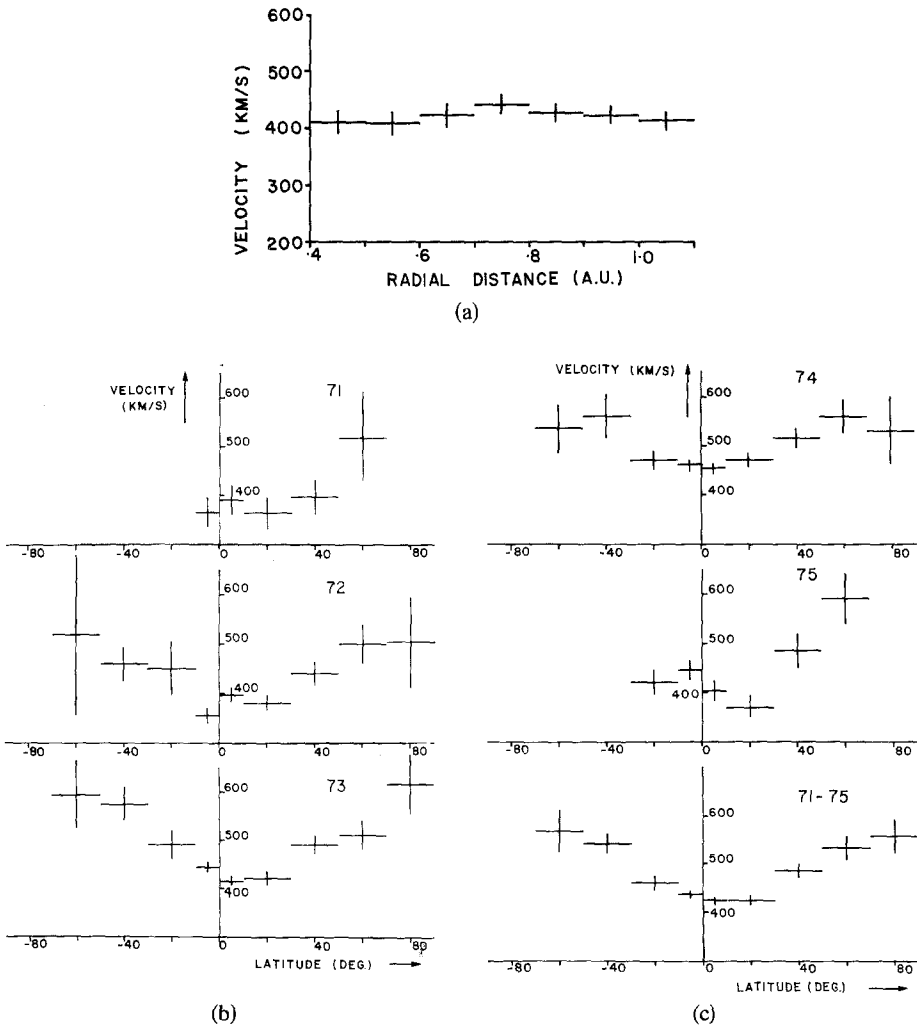 600
500
400
300
200
VELOCITY (KM/S)
.4 .6 .8 1.0
RADIAL DISTANCE (A.U.)
(a)
VELOCITY
(KM/S)
71
600
500
400
-80 -40 0 40 80
72
600
500
400
-80 -40 0 40 80
73
600
500
400
-80 -40 0 40 80
LATITUDE (DEG.)
(b)
VELOCITY (KM/S)
74
600
500
400
-80 -40 0 40 80
75
600
500
400
-80 -40 0 40 80
71-75
600
500
400
-80 -40 0 40 80
LATITUDE (DEG.)
(c)